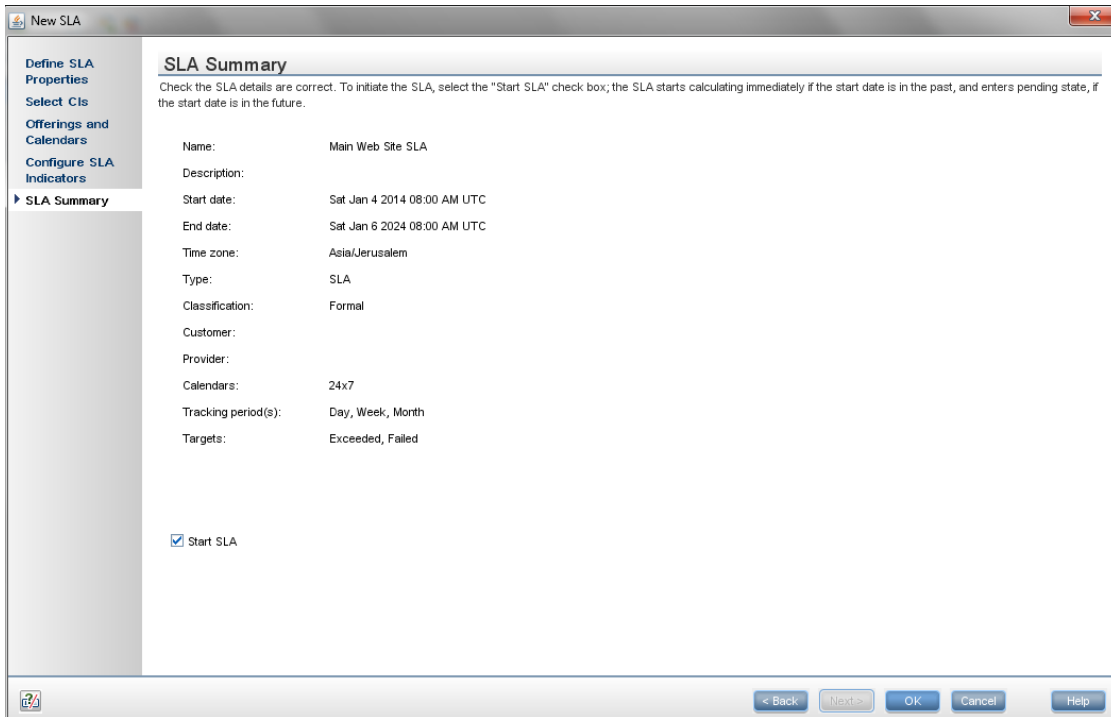 New SLA
Define SLA
Properties
Select CIs
Offerings and
Calendars
Configure SLA
Indicators
SLA Summary
SLA Summary
Check the SLA details are correct. To initiate the SLA, select the "Start SLA" check box; the SLA starts calculating immediately if the start date is in the past, and enters pending state, if
the start date is in the future.
Name: Main Web Site SLA
Description:
Start date: Sat Jan 4 2014 08:00 AM UTC
End date: Sat Jan 6 2024 08:00 AM UTC
Time zone: Asia/Jerusalem
Type: SLA
Classification: Formal
Customer:
Provider:
Calendars: 24x7
Tracking period(s): Day, Week, Month
Targets: Exceeded, Failed
Start SLA
< Back Next > OK Cancel Help